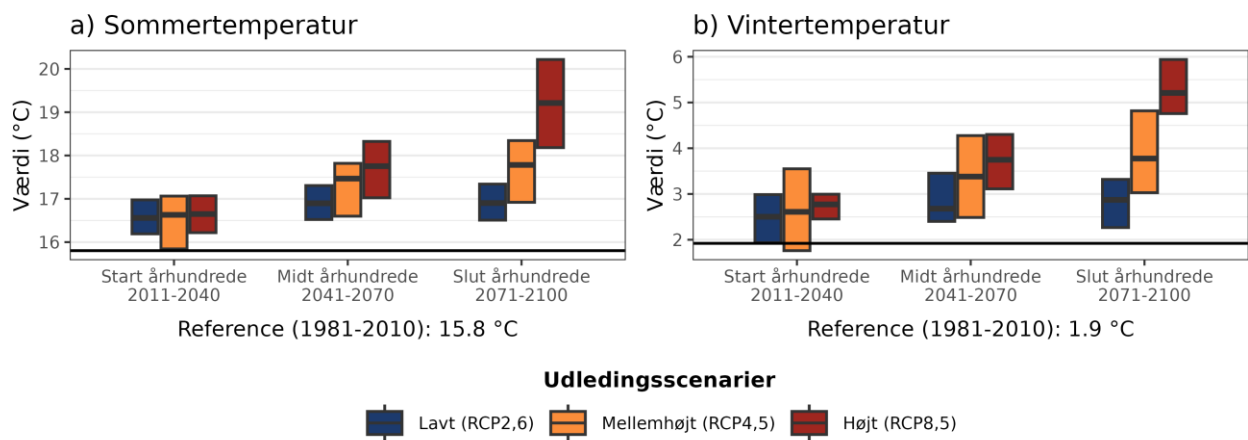 a) Sommertemperatur
Værdi (°C)
20
19
18
17
16
Start århundrede
2011-2040
Midt århundrede
2041-2070
Slut århundrede
2071-2100
Reference (1981-2010): 15.8 °C
b) Vintertemperatur
Værdi (°C)
6
5
4
3
2
Start århundrede
2011-2040
Midt århundrede
2041-2070
Slut århundrede
2071-2100
Reference (1981-2010): 1.9 °C
Udledingsscenarier
Lavt (RCP2,6)
Mellemhøjt (RCP4,5)
Højt (RCP8,5)